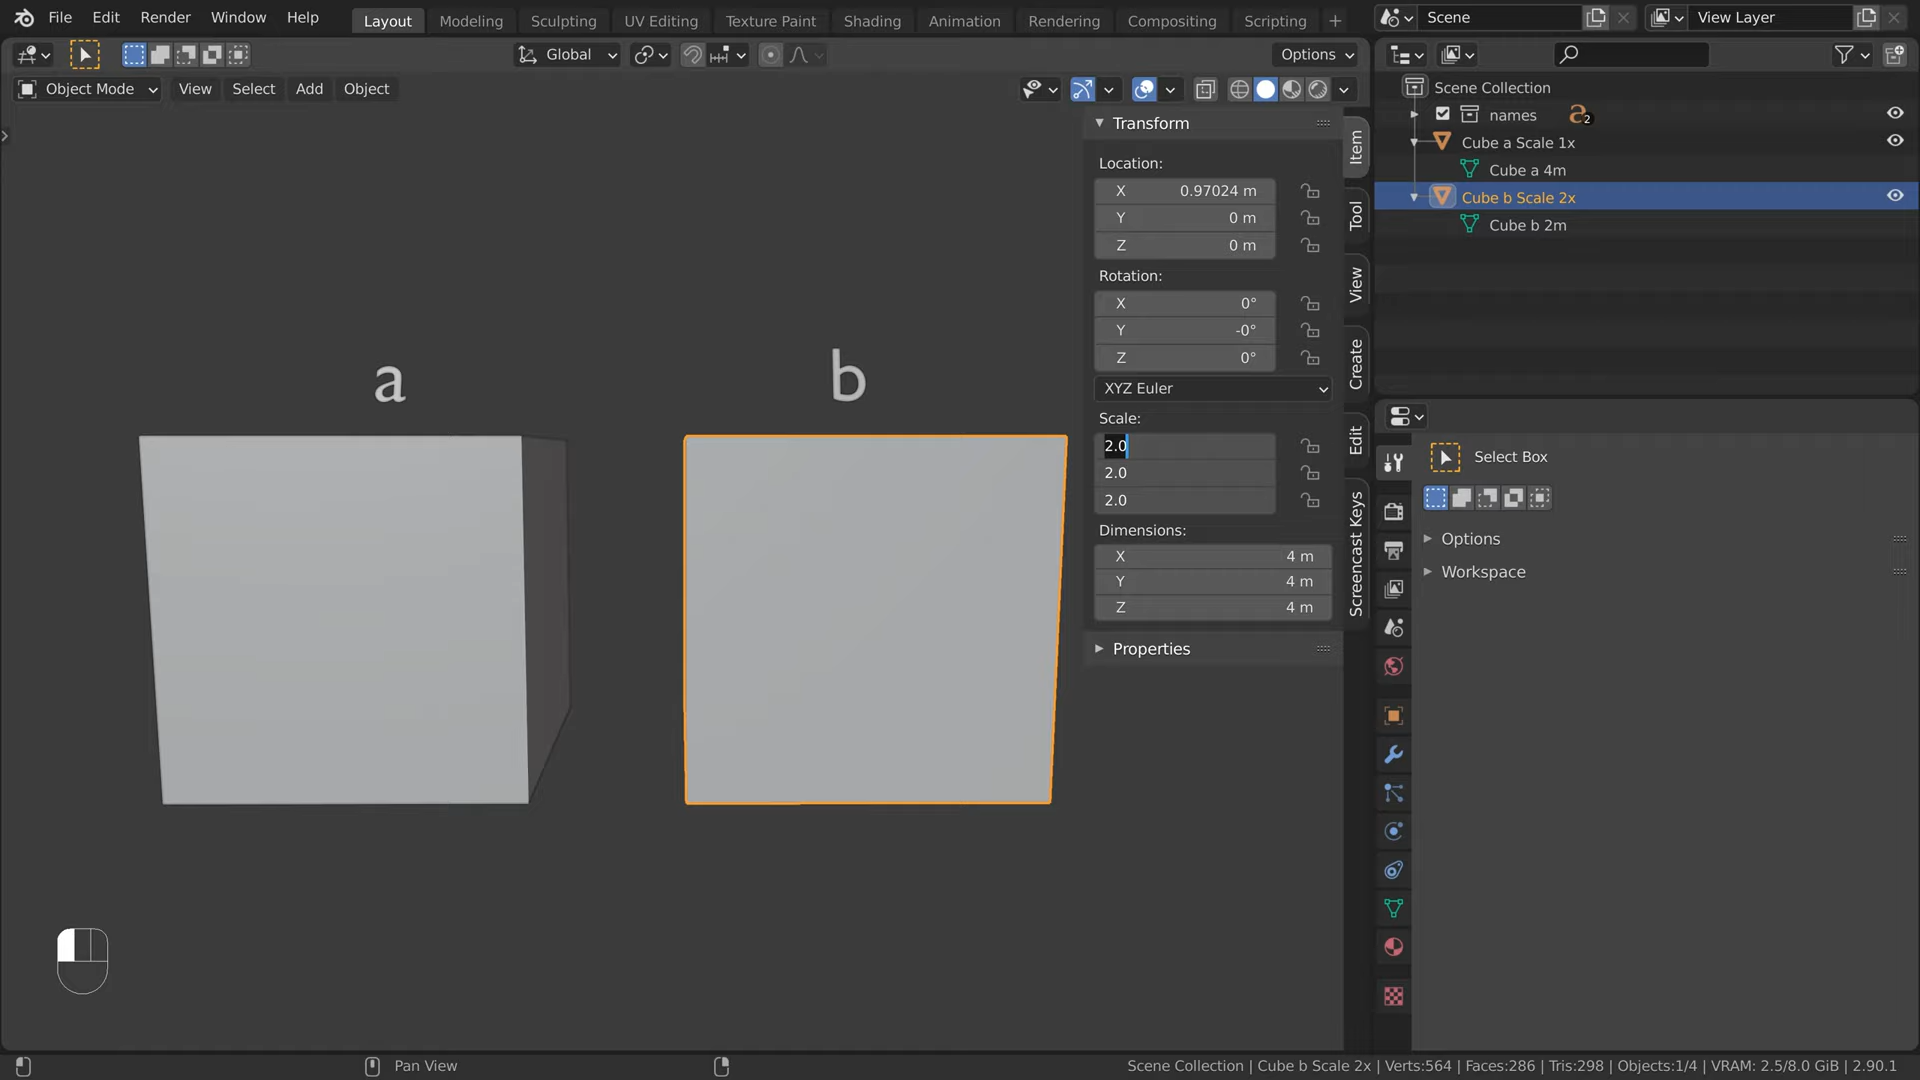 File Edit Render Window Help Layout Modeling Sculpting UV Editing Texture Paint Shading Animation Rendering Compositing Scripting + Scene View Layer
Global Options
Object Mode View Select Add Object
Transform
Location:
X 0.97024 m
Y 0 m
Z 0 m
Rotation:
X 0°
Y -0°
Z 0°
XYZ Euler
Scale:
2.0
2.0
2.0
Dimensions:
X 4 m
Y 4 m
Z 4 m
Properties
Item
Tool
View
Create
Edit
Screencast Keys
a
b
Scene Collection
names 2
Cube a Scale 1x
Cube a 4m
Cube b Scale 2x
Cube b 2m
Select Box
Options
Workspace
Pan View
Scene Collection | Cube b Scale 2x | Verts:564 | Faces:286 | Tris:298 | Objects:1/4 | VRAM: 2.5/8.0 GiB | 2.90.1